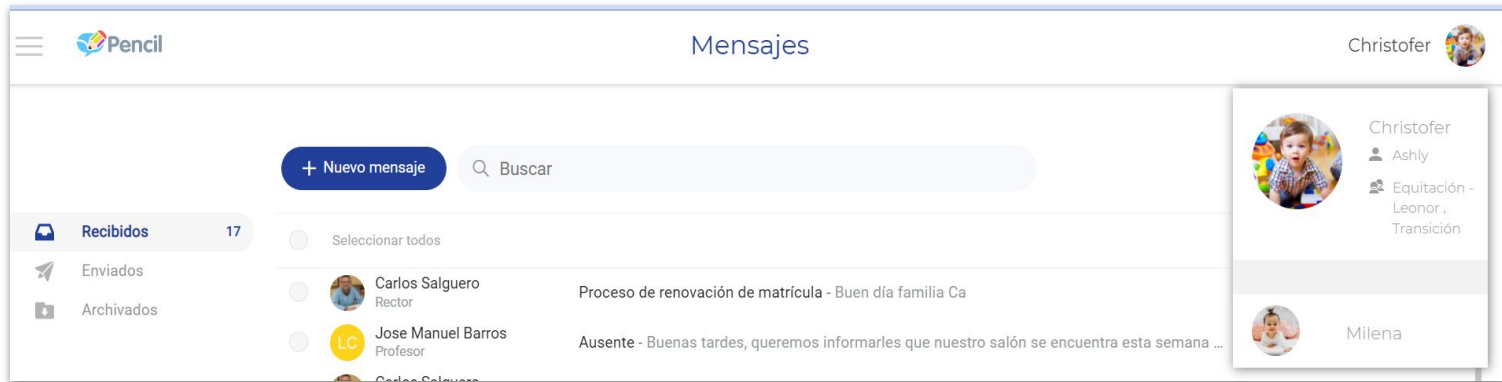 Pencil
Mensajes
Christofer
Christofer
Ashly
Equitación -
Leonor ,
Transición
Milena
+ Nuevo mensaje
Buscar
Recibidos 17
Enviados
Archivados
Seleccionar todos
Carlos Salguero
Rector
Proceso de renovación de matrícula - Buen día familia Ca
LC
Jose Manuel Barros
Profesor
Ausente - Buenas tardes, queremos informarles que nuestro salón se encuentra esta semana ...
Carlos Salguero